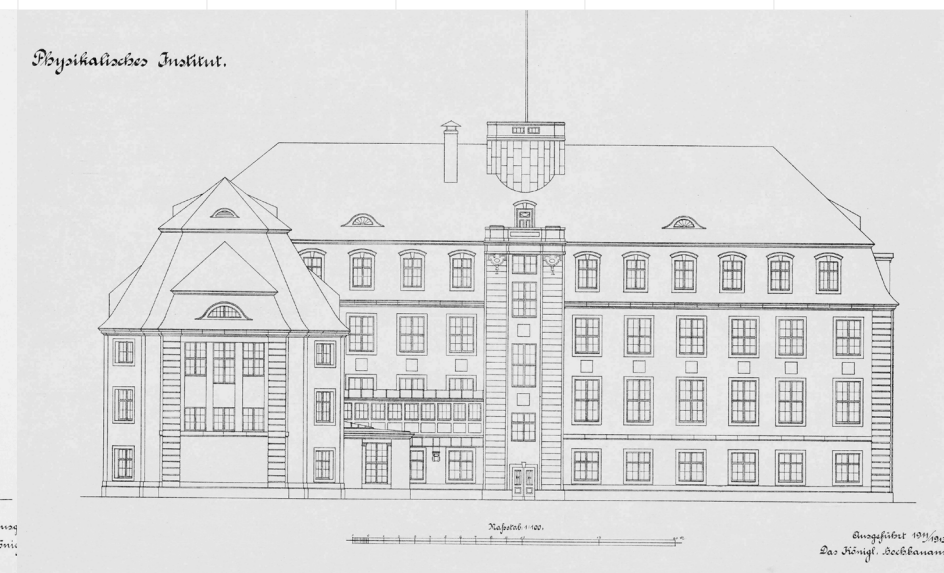 Physikalisches Institut.
Maßstab 1:100.
Ausgeführt 1911/191
Das Königl. Hochbauam